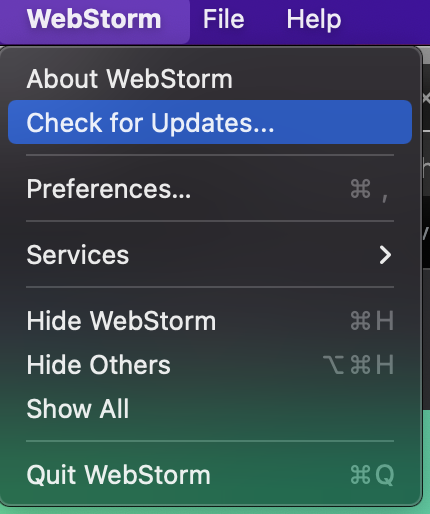 WebStorm File Help
About WebStorm
Check for Updates...
Preferences... ⌘ ,
Services
Hide WebStorm ⌘H
Hide Others ⌥⌘H
Show All
Quit WebStorm ⌘Q